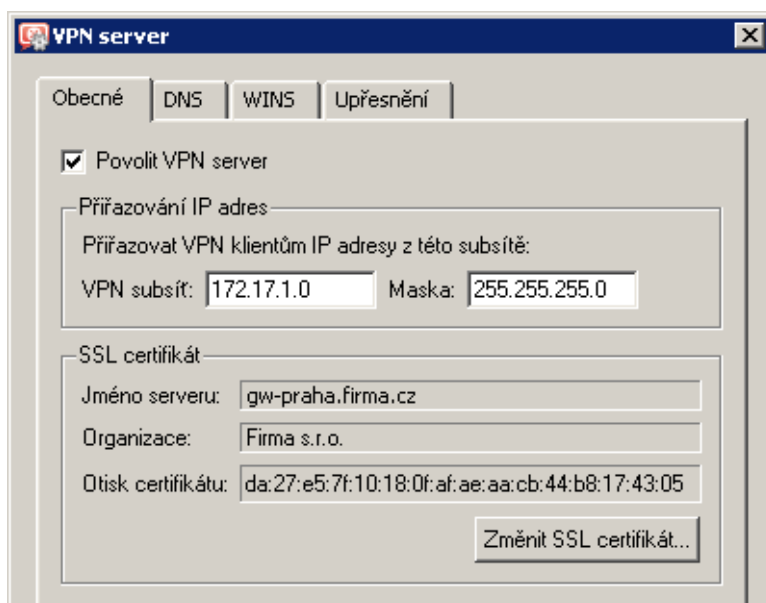 VPN server
Obecné DNS WINS Upřesnění
Povolit VPN server
Přiřazování IP adres
Přiřazovat VPN klientům IP adresy z této subsítě:
VPN subsíť: 172.17.1.0 Maska: 255.255.255.0
SSL certifikát
Jméno serveru: gw-praha.firma.cz
Organizace: Firma s.r.o.
Otisk certifikátu: da:27:e5:7f:10:18:0f:af:ae:aa:cb:44:b8:17:43:05
Změnit SSL certifikát...